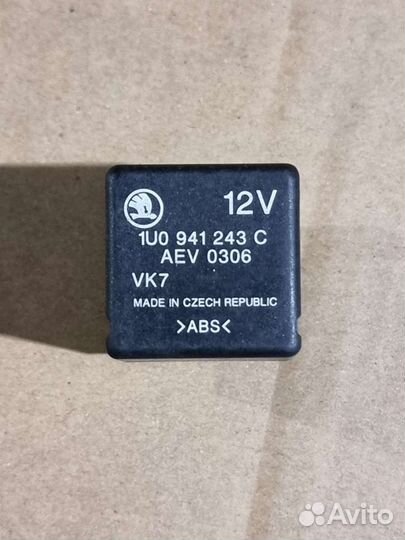 12V
1U0 941 243 C
AEV 0306
VK7
MADE IN CZECH REPUBLIC
>ABS<
Avito